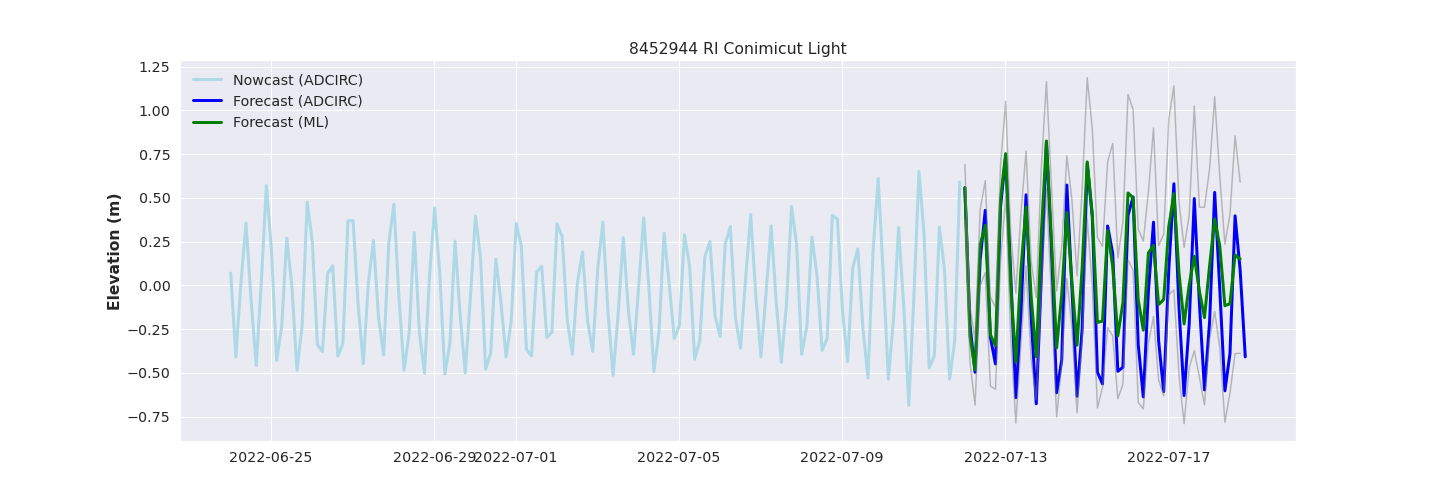 8452944 RI Conimicut Light
Nowcast (ADCIRC)
Forecast (ADCIRC)
Forecast (ML)
Elevation (m)
1.25
1.00
0.75
0.50
0.25
0.00
−0.25
−0.50
−0.75
2022-06-25 2022-06-29 2022-07-01 2022-07-05 2022-07-09 2022-07-13 2022-07-17